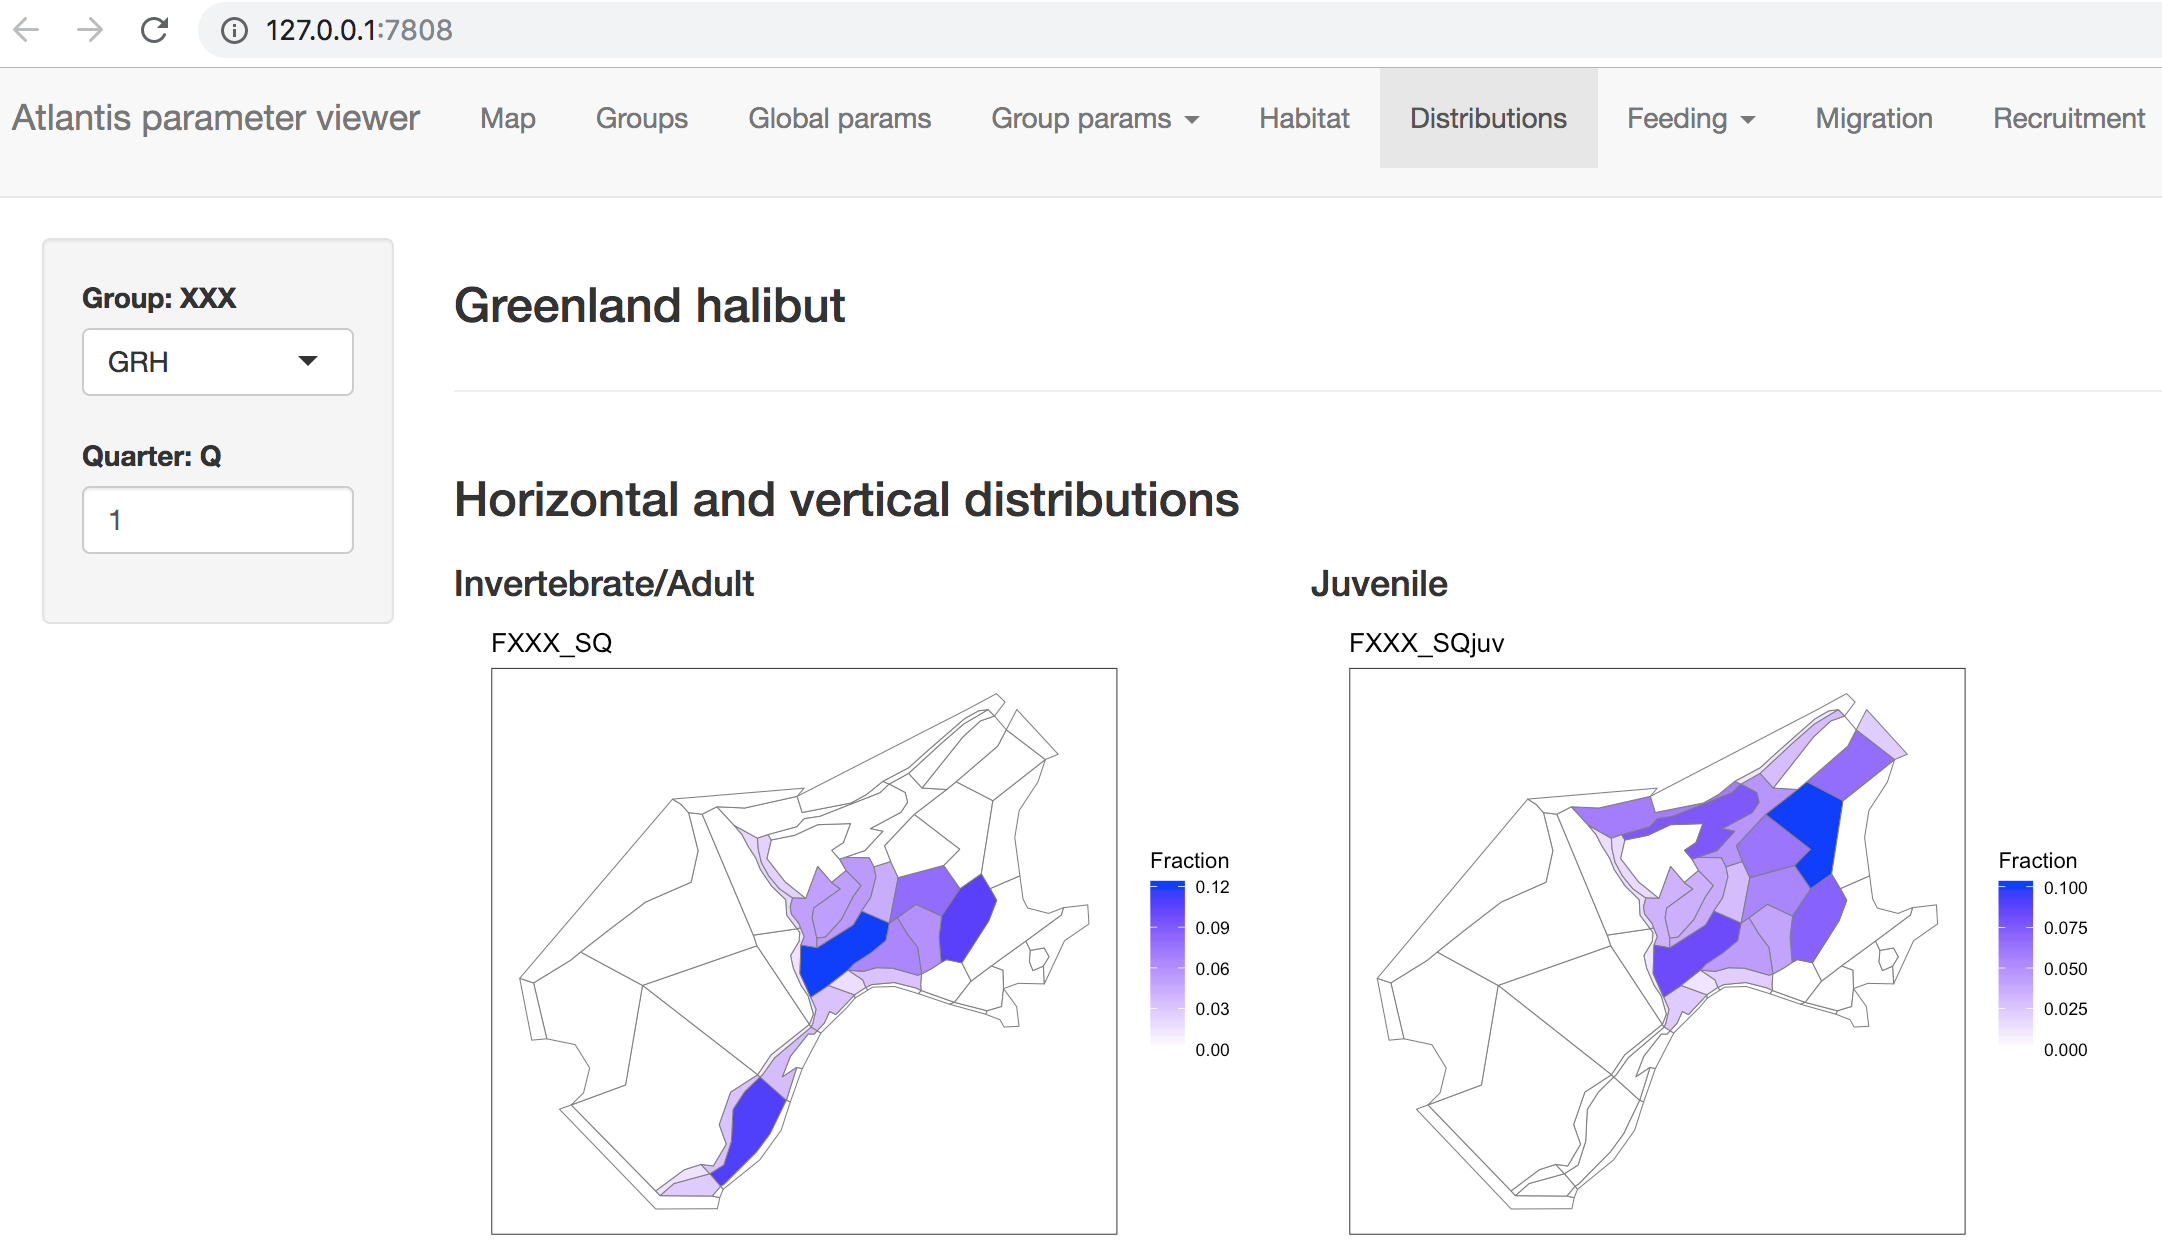 127.0.0.1:7808
Atlantis parameter viewer Map Groups Global params Group params Habitat Distributions Feeding Migration Recruitment
Group: XXX
GRH
Quarter: Q
1
Greenland halibut
Horizontal and vertical distributions
Invertebrate/Adult
FXXX_SQ
Fraction
0.12
0.09
0.06
0.03
0.00
Juvenile
FXXX_SQjuv
Fraction
0.100
0.075
0.050
0.025
0.000